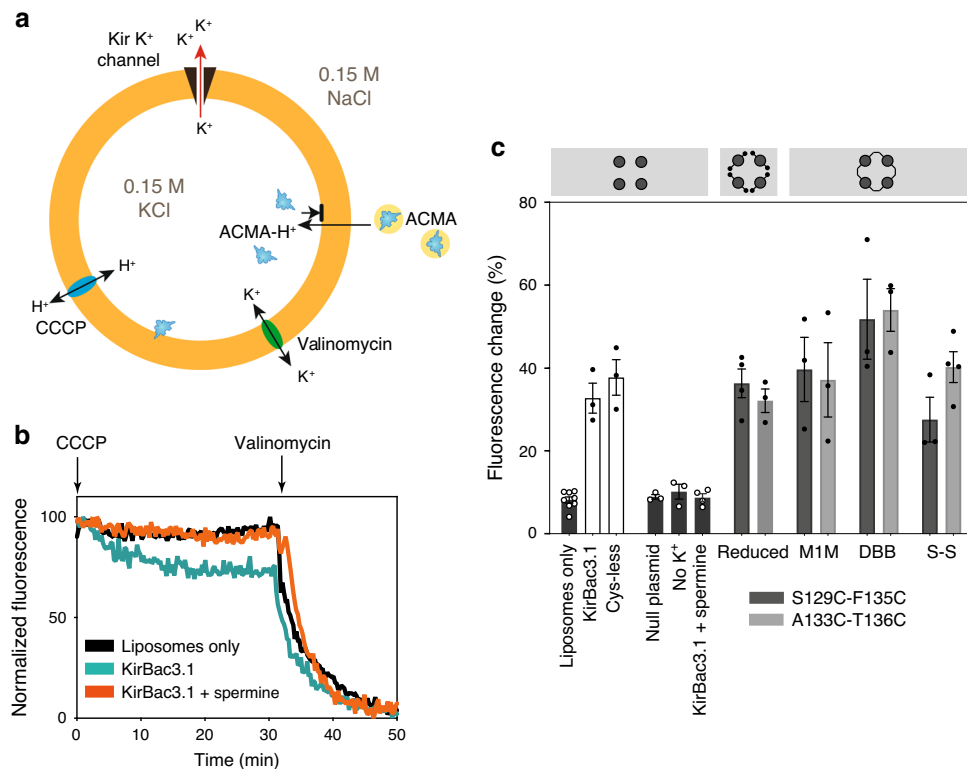 a
Kir K⁺
channel
K⁺
K⁺
K⁺
0.15 M
NaCl
0.15 M
KCl
ACMA-H⁺
ACMA
H⁺
H⁺
CCCP
K⁺
K⁺
Valinomycin
b
CCCP
Valinomycin
Normalized fluorescence
100
50
0
Liposomes only
KirBac3.1
KirBac3.1 + spermine
0
10
20
30
40
50
Time (min)
c
Fluorescence change (%)
80
60
40
20
0
Liposomes only
KirBac3.1
Cys-less
Null plasmid
No K⁺
KirBac3.1 + spermine
Reduced
M1M
DBB
S-S
S129C-F135C
A133C-T136C